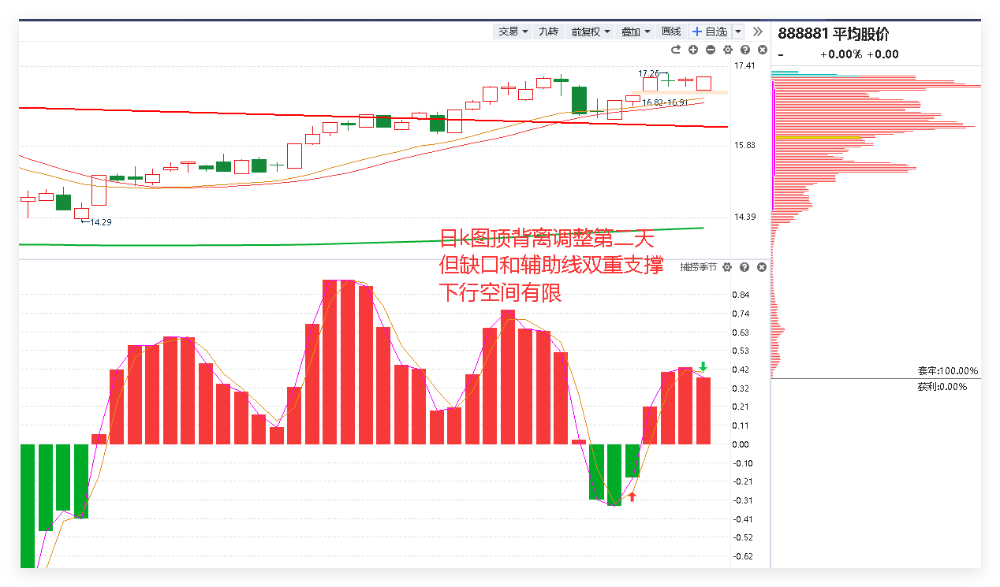 交易 九转 前复权 叠加 画线 自选
888881 平均股价
- +0.00% +0.00
17.41
17.26
16.82-16.91
15.83
14.39
14.29
日k图顶背离调整第二天
但缺口和辅助线双重支撑
下行空间有限
捕捞季节
0.84
0.74
0.63
0.53
0.42
0.32
0.21
0.11
0.00
-0.10
-0.21
-0.31
-0.41
-0.52
-0.62
套牢:100.00%
获利:0.00%